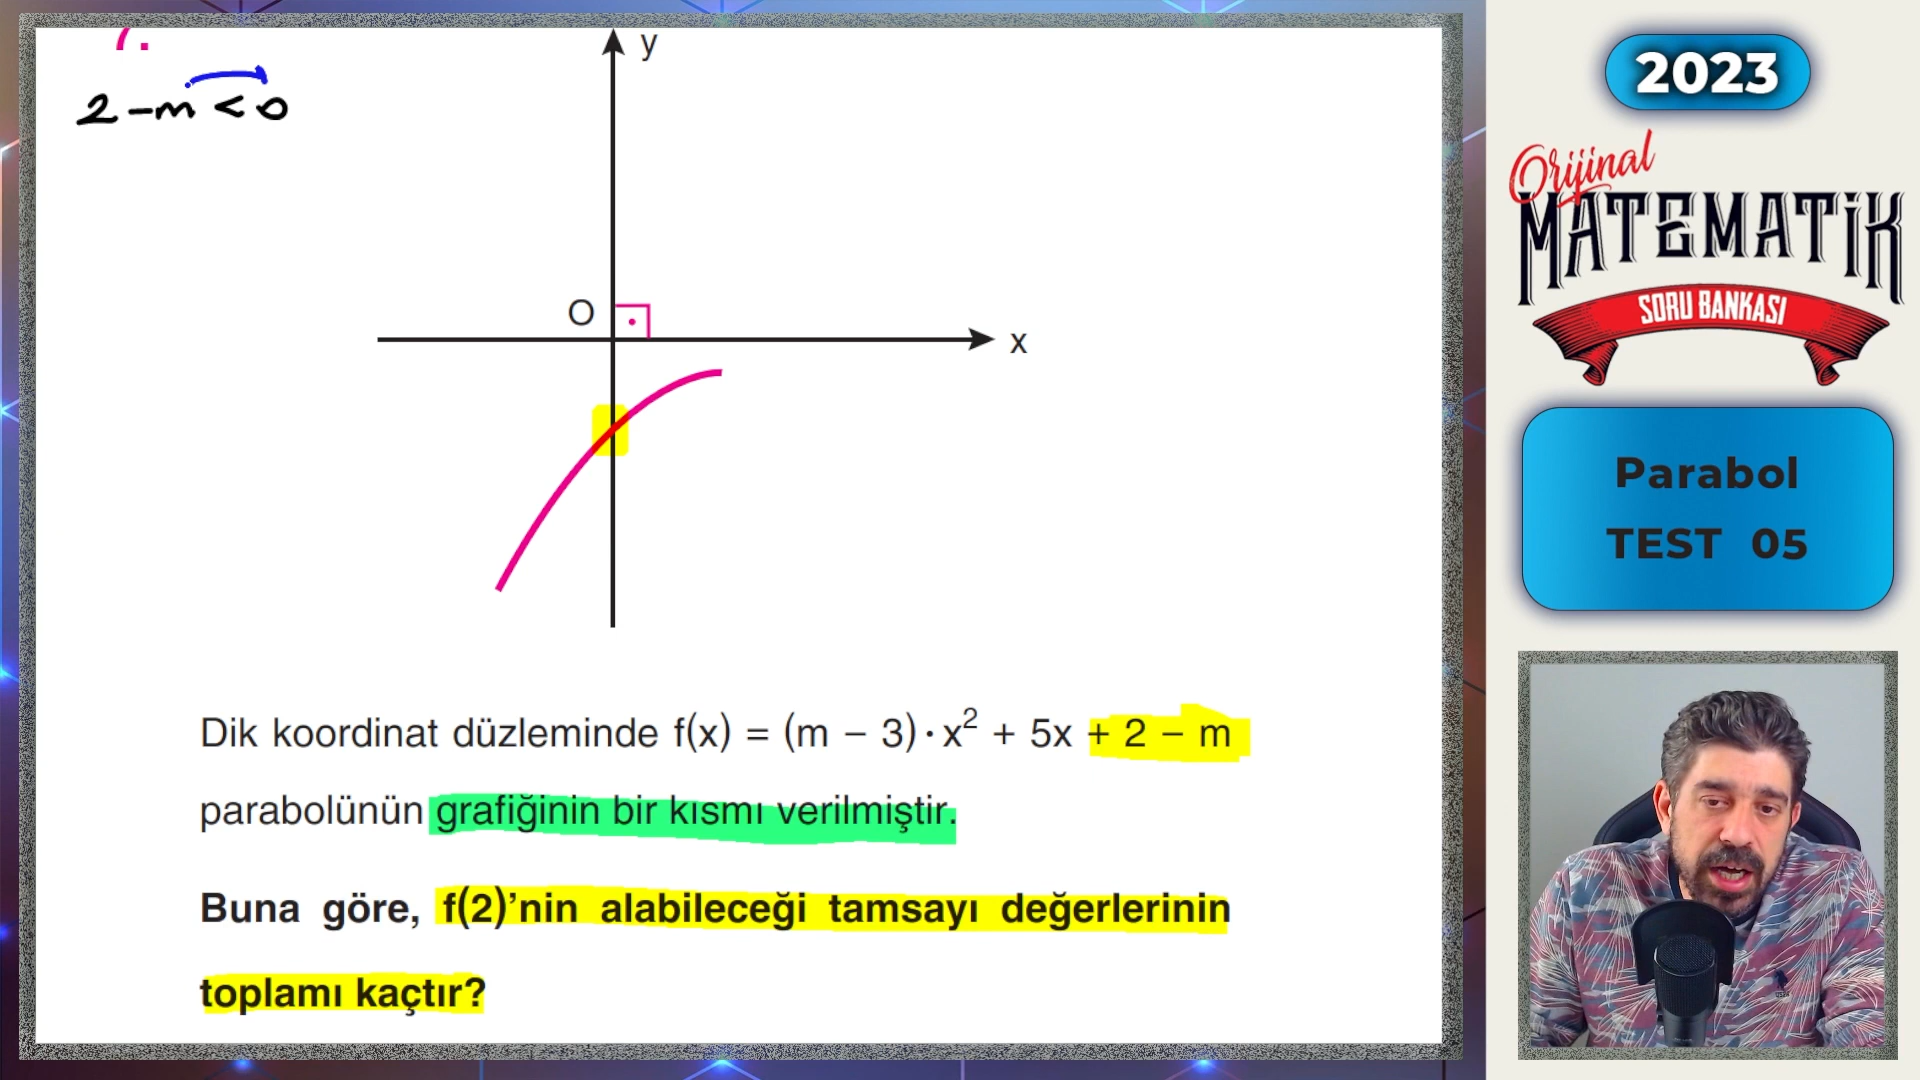 7.
2 - m < 0
y
O
x
Dik koordinat düzleminde f(x) = (m − 3)·x² + 5x + 2 − m
parabolünün grafiğinin bir kısmı verilmiştir.
Buna göre, f(2)'nin alabileceği tamsayı değerlerinin
toplamı kaçtır?
2023
Orijinal
MATEMATİK
SORU BANKASI
Parabol
TEST 05